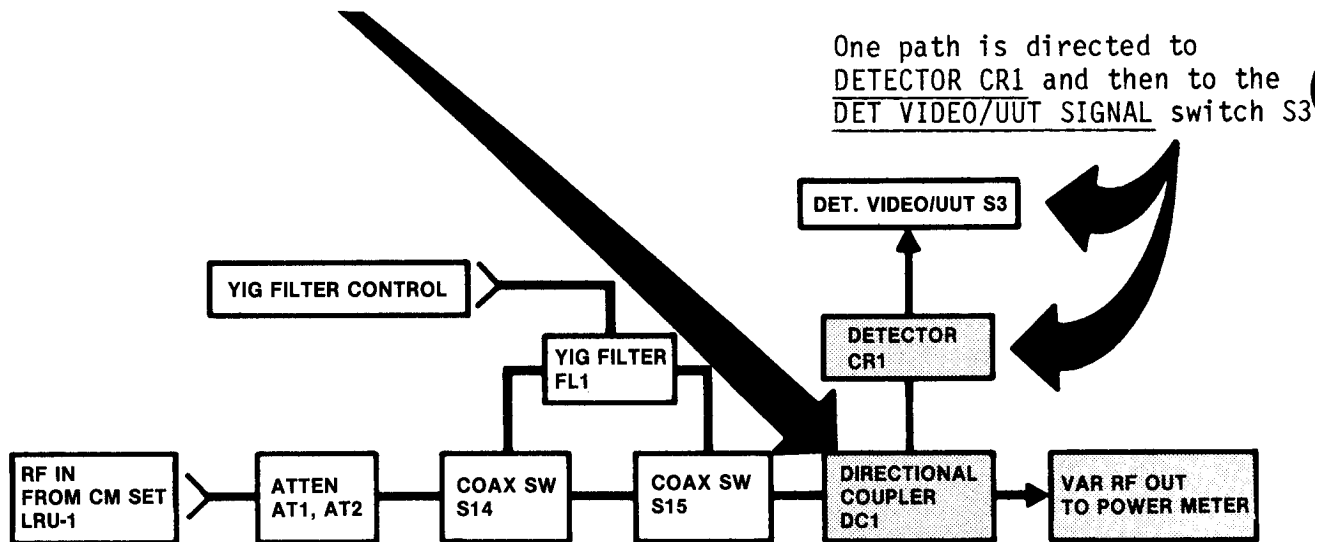 One path is directed to
DETECTOR CR1 and then to the
DET VIDEO/UUT SIGNAL switch S3
DET. VIDEO/UUT S3
YIG FILTER CONTROL
DETECTOR
CR1
YIG FILTER
FL1
RF IN
FROM CM SET
LRU-1
ATTEN
AT1, AT2
COAX SW
S14
COAX SW
S15
DIRECTIONAL
COUPLER
DC1
VAR RF OUT
TO POWER METER